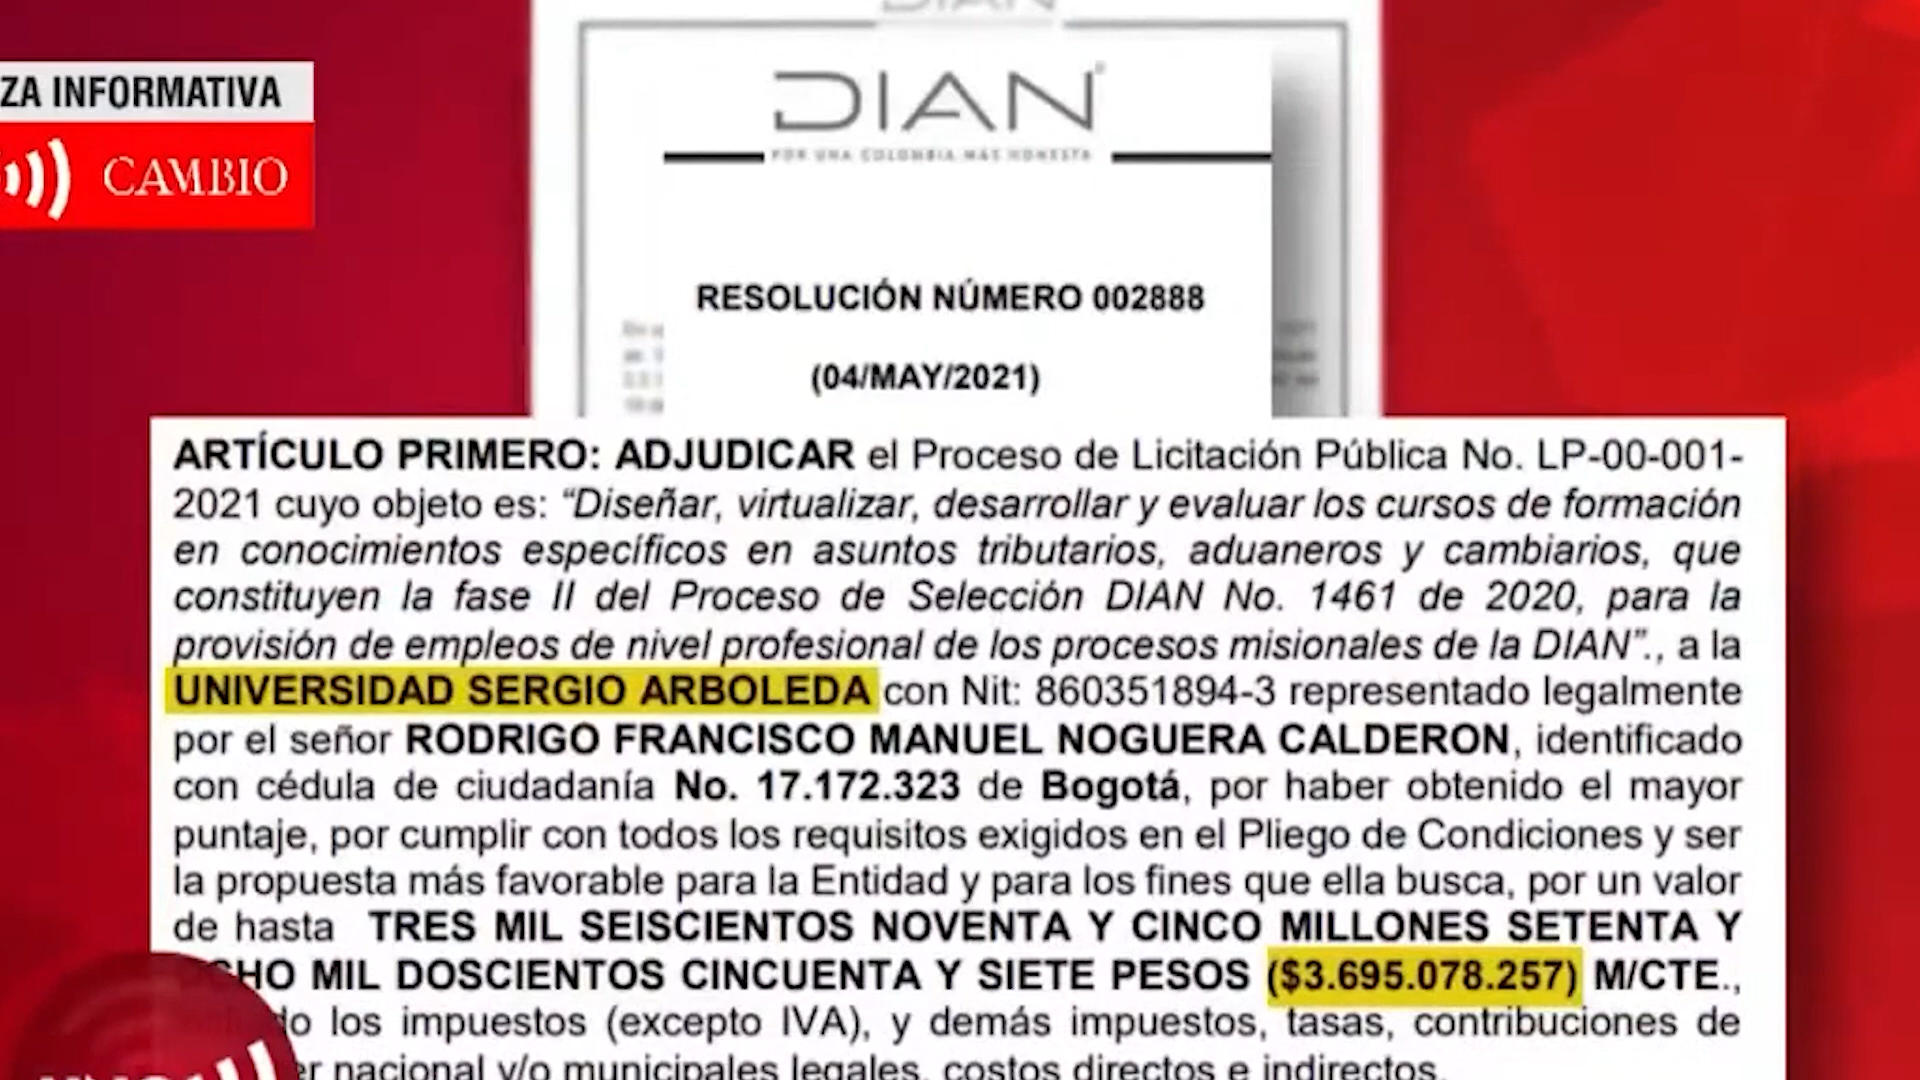 DIAN
ZA INFORMATIVA
CAMBIO
DIAN
POR UNA COLOMBIA MÁS HONESTA
RESOLUCIÓN NÚMERO 002888
(04/MAY/2021)
ARTÍCULO PRIMERO: ADJUDICAR el Proceso de Licitación Pública No. LP-00-001-
2021 cuyo objeto es: “Diseñar, virtualizar, desarrollar y evaluar los cursos de formación
en conocimientos específicos en asuntos tributarios, aduaneros y cambiarios, que
constituyen la fase II del Proceso de Selección DIAN No. 1461 de 2020, para la
provisión de empleos de nivel profesional de los procesos misionales de la DIAN”., a la
UNIVERSIDAD SERGIO ARBOLEDA con Nit: 860351894-3 representado legalmente
por el señor RODRIGO FRANCISCO MANUEL NOGUERA CALDERON, identificado
con cédula de ciudadanía No. 17.172.323 de Bogotá, por haber obtenido el mayor
puntaje, por cumplir con todos los requisitos exigidos en el Pliego de Condiciones y ser
la propuesta más favorable para la Entidad y para los fines que ella busca, por un valor
de hasta TRES MIL SEISCIENTOS NOVENTA Y CINCO MILLONES SETENTA Y
CHO MIL DOSCIENTOS CINCUENTA Y SIETE PESOS ($3.695.078.257) M/CTE.,
do los impuestos (excepto IVA), y demás impuestos, tasas, contribuciones de
er nacional y/o municipales legales, costos directos e indirectos.